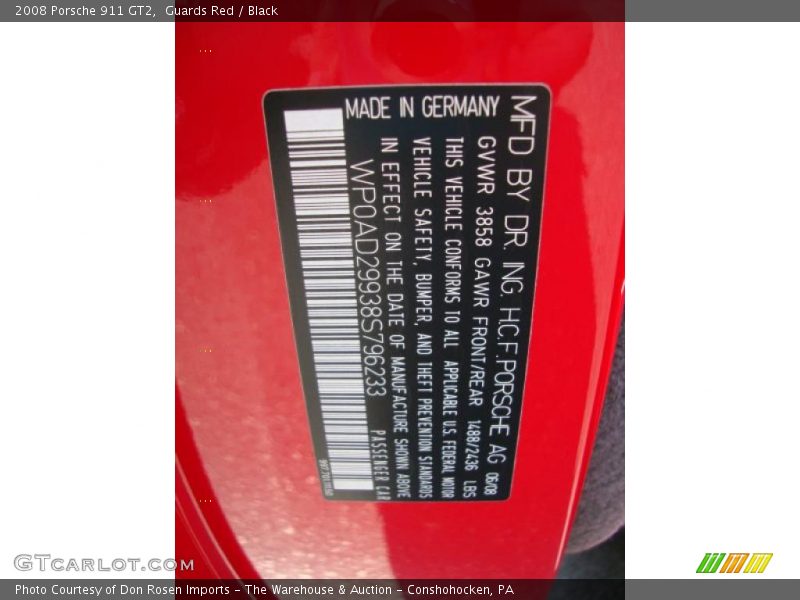 2008 Porsche 911 GT2, Guards Red / Black
MFD BY DR. ING. H.C.F. PORSCHE AG 06/08
GVWR 3858 GAWR FRONT/REAR 1488/2436 LBS
THIS VEHICLE CONFORMS TO ALL APPLICABLE U.S. FEDERAL MOTOR
VEHICLE SAFETY, BUMPER, AND THEFT PREVENTION STANDARDS
IN EFFECT ON THE DATE OF MANUFACTURE SHOWN ABOVE
MADE IN GERMANY
WP0AD29938S796233 PASSENGER CAR
GTCARLOT.COM
Photo Courtesy of Don Rosen Imports - The Warehouse & Auction - Conshohocken, PA